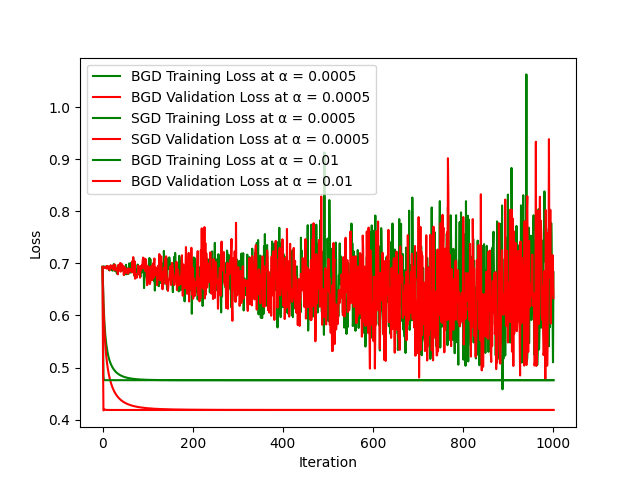 BGD Training Loss at α = 0.0005
BGD Validation Loss at α = 0.0005
SGD Training Loss at α = 0.0005
SGD Validation Loss at α = 0.0005
BGD Training Loss at α = 0.01
BGD Validation Loss at α = 0.01
1.0
0.9
0.8
0.7
0.6
0.5
0.4
Loss
0 200 400 600 800 1000
Iteration